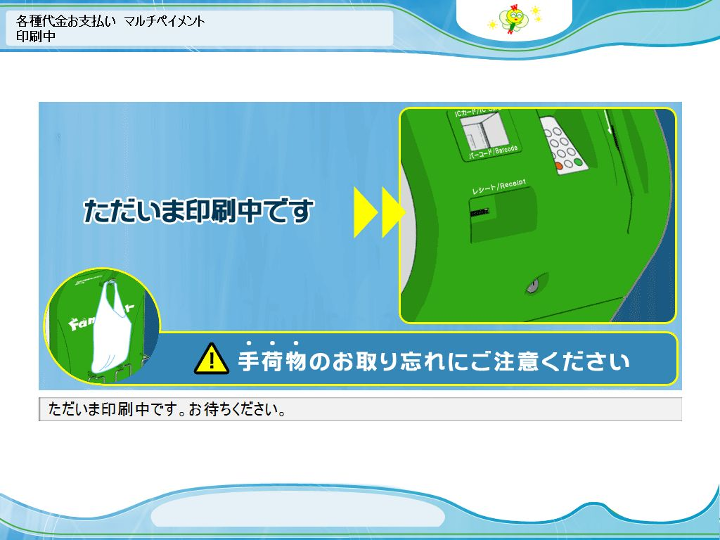 各種代金お支払い マルチペイメント
印刷中
ICカード/IC
バーコード/Barcode
レシート/Receipt
ただいま印刷中です
Fam
手荷物のお取り忘れにご注意ください
ただいま印刷中です。お待ちください。